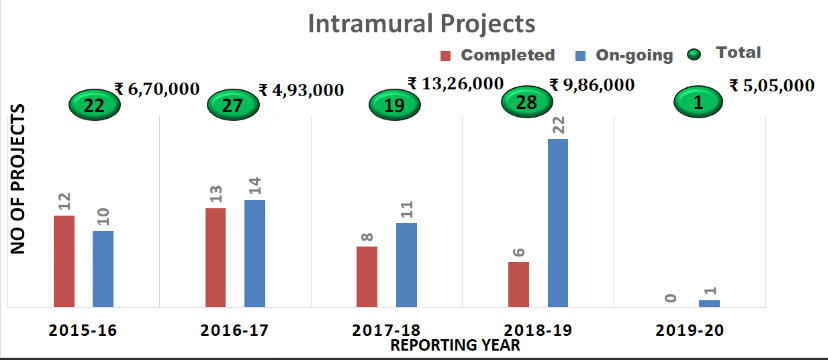 Intramural Projects
Completed On-going Total
22 ₹ 6,70,000 27 ₹ 4,93,000 19 ₹ 13,26,000 28 ₹ 9,86,000 1 ₹ 5,05,000
NO OF PROJECTS
12 10 13 14 8 11 6 22 0 1
2015-16 2016-17 2017-18 2018-19 2019-20
REPORTING YEAR